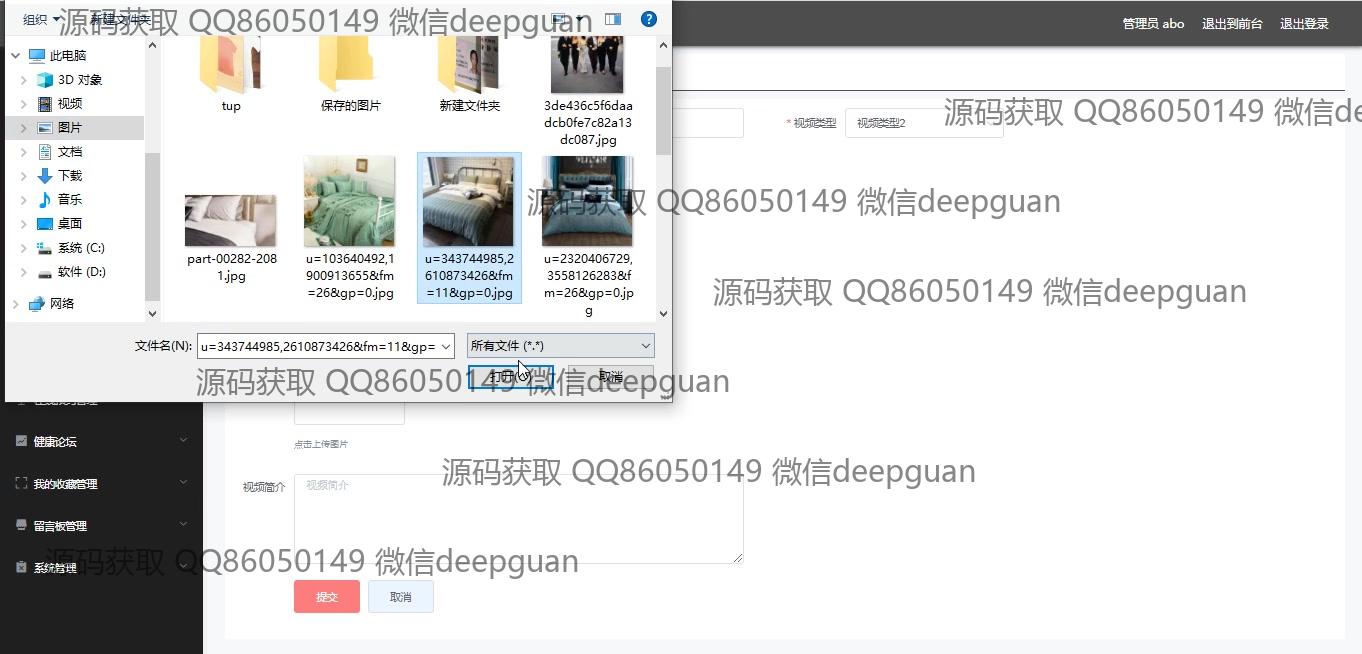 组织
新建文件夹
源码获取 QQ86050149 微信deepguan
管理员 abo
退出到前台
退出登录
此电脑
3D 对象
视频
图片
文档
下载
音乐
桌面
系统 (C:)
软件 (D:)
网络
tup
保存的图片
新建文件夹
3de436c5f6daa
dcb0fe7c82a13
dc087.jpg
part-00282-208
1.jpg
u=103640492,1
900913655&fm
=26&gp=0.jpg
u=343744985,2
610873426&fm
=11&gp=0.jpg
u=2320406729,
3558126283&f
m=26&gp=0.jp
g
* 视频类型
视频类型2
源码获取 QQ86050149 微信de
源码获取 QQ86050149 微信deepguan
源码获取 QQ86050149 微信deepguan
文件名(N):
u=343744985,2610873426&fm=11&gp=
所有文件 (*.*)
打开(
取消
源码获取 QQ86050149 微信deepguan
健康论坛
我的收藏管理
留言板管理
系统管理
点击上传图片
视频简介
视频简介
源码获取 QQ86050149 微信deepguan
源码获取 QQ86050149 微信deepguan
提交
取消